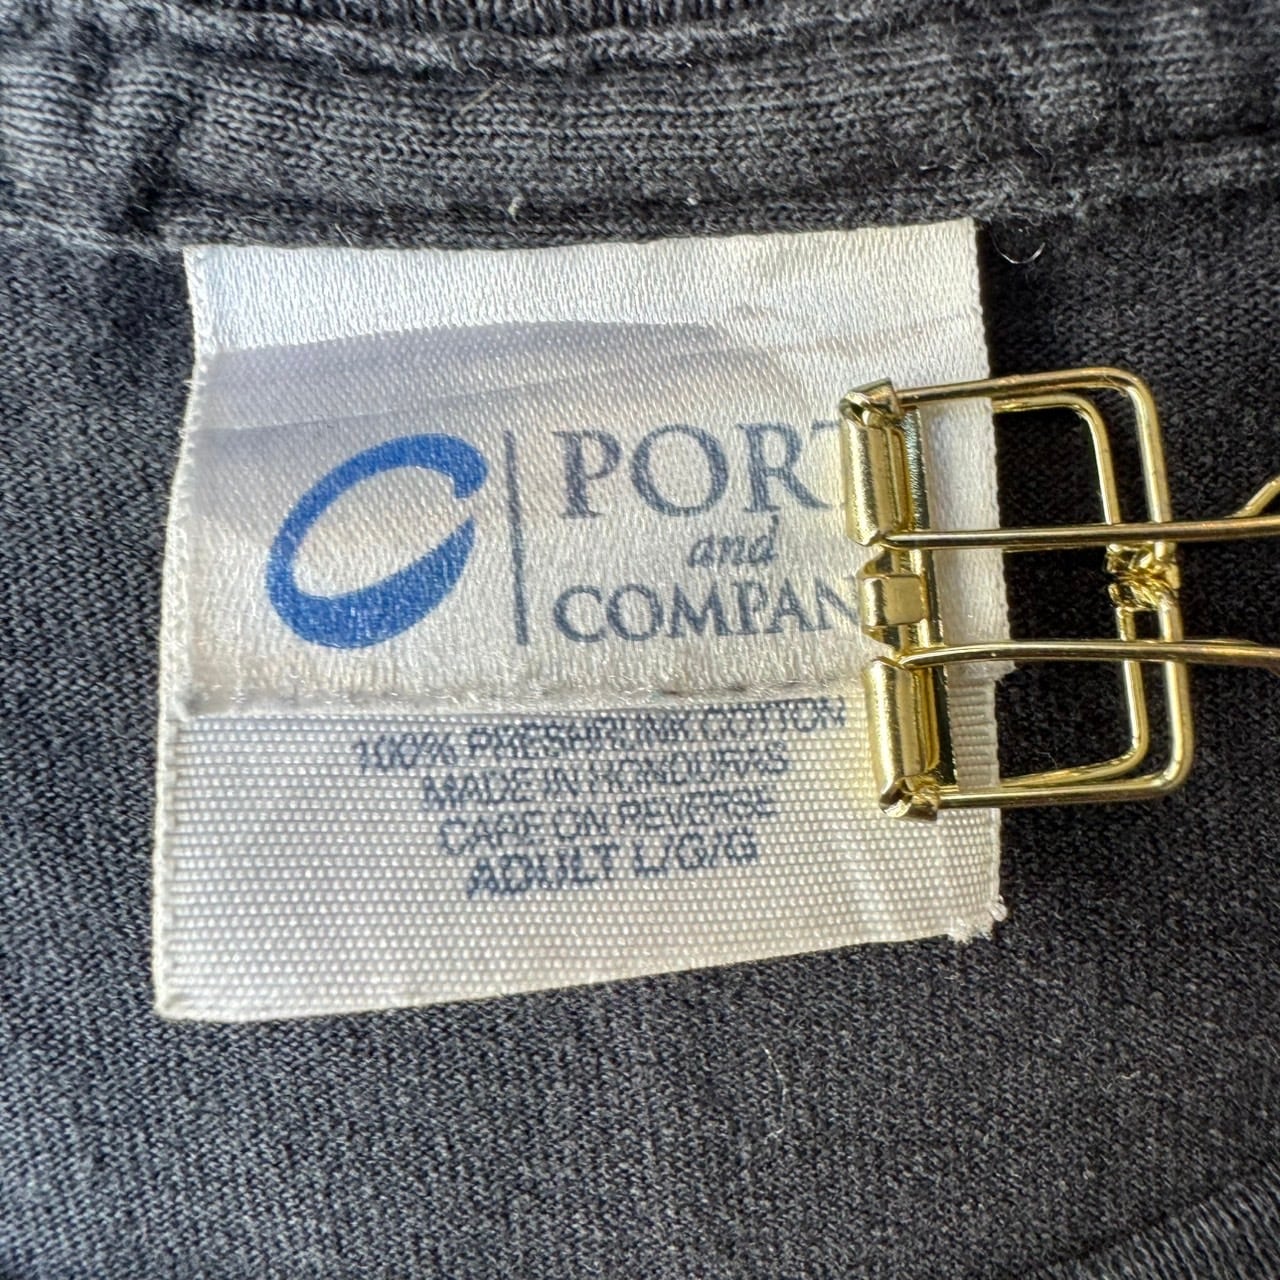 PORT
and
COMPAN
100% PRESHRUNK COTTON
MADE IN HONDURAS
CARE ON REVERSE
ADULT L/G/G